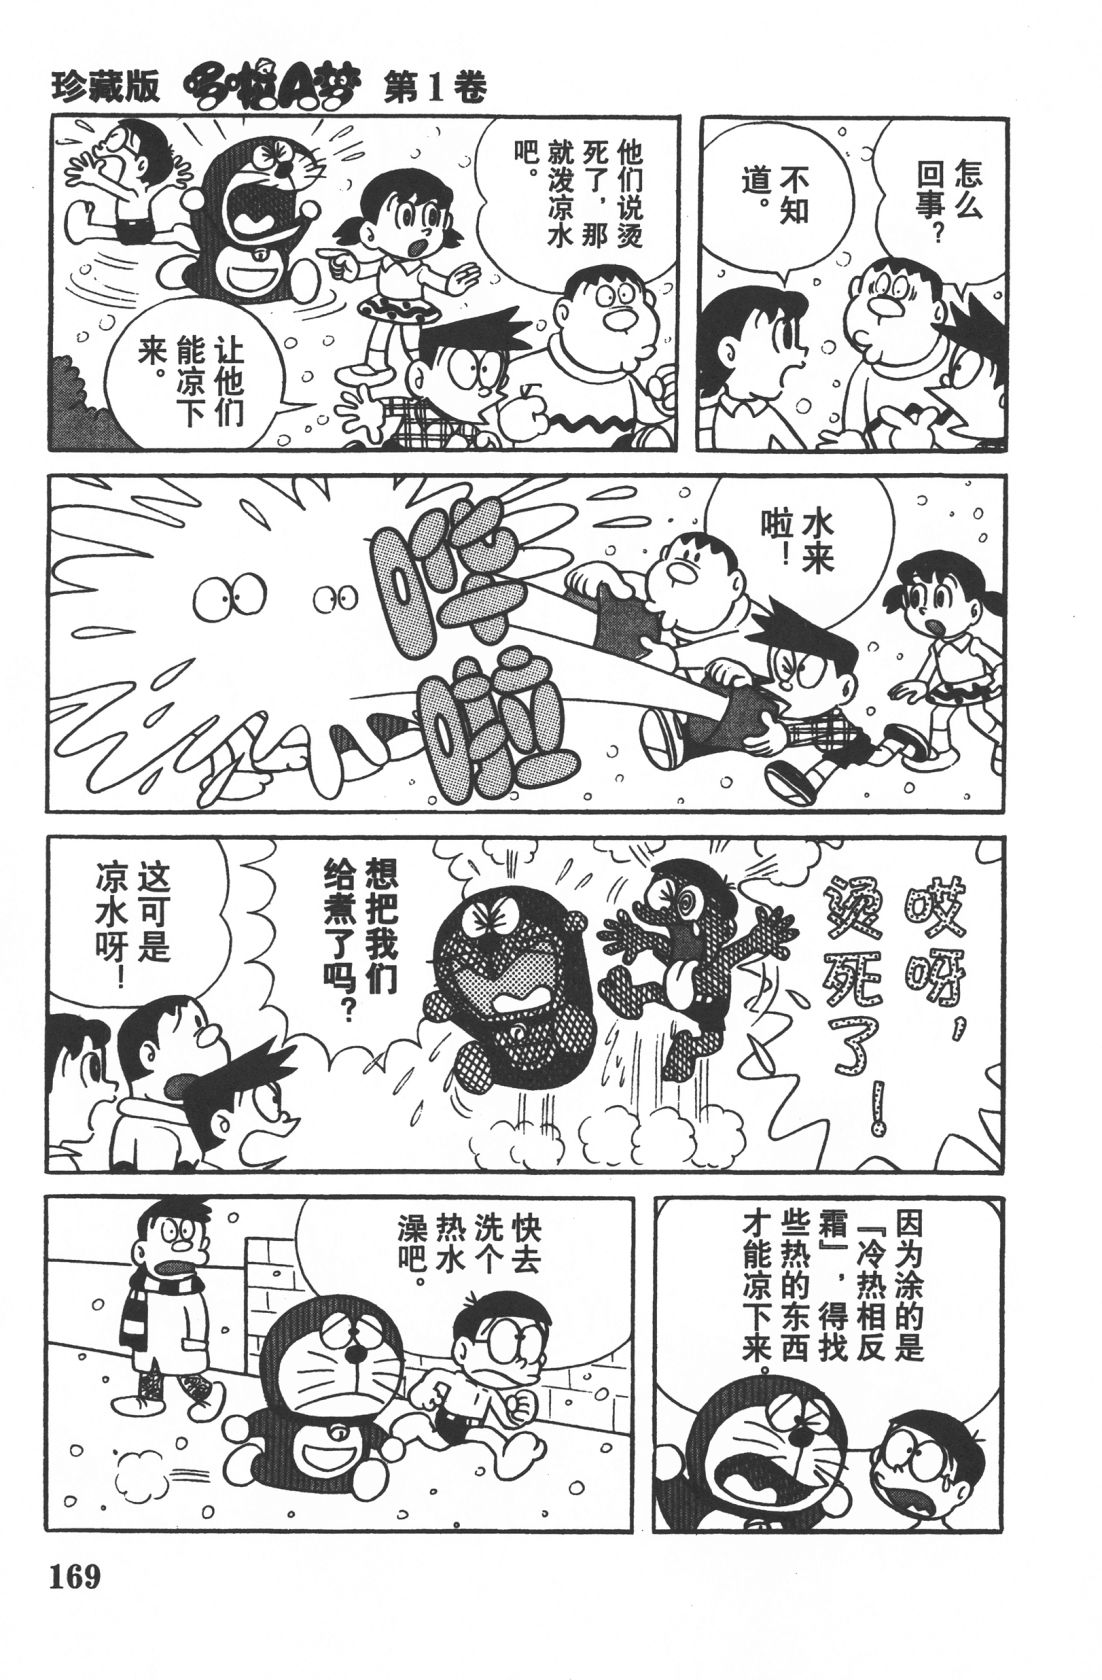 珍藏版 哆啦A梦 第1卷
怎么
回事？
不知
道。
他们说烫
死了，那
就泼凉水
吧。
让他们
能凉下
来。
水来
啦！
哗
啦
哎呀，
烫死了！
想把我们
给煮了吗？
这可是
凉水呀！
因为涂的是
『冷热相反
霜』，得找
些热的东西
才能凉下来。
快去
洗个
热水
澡吧。
169